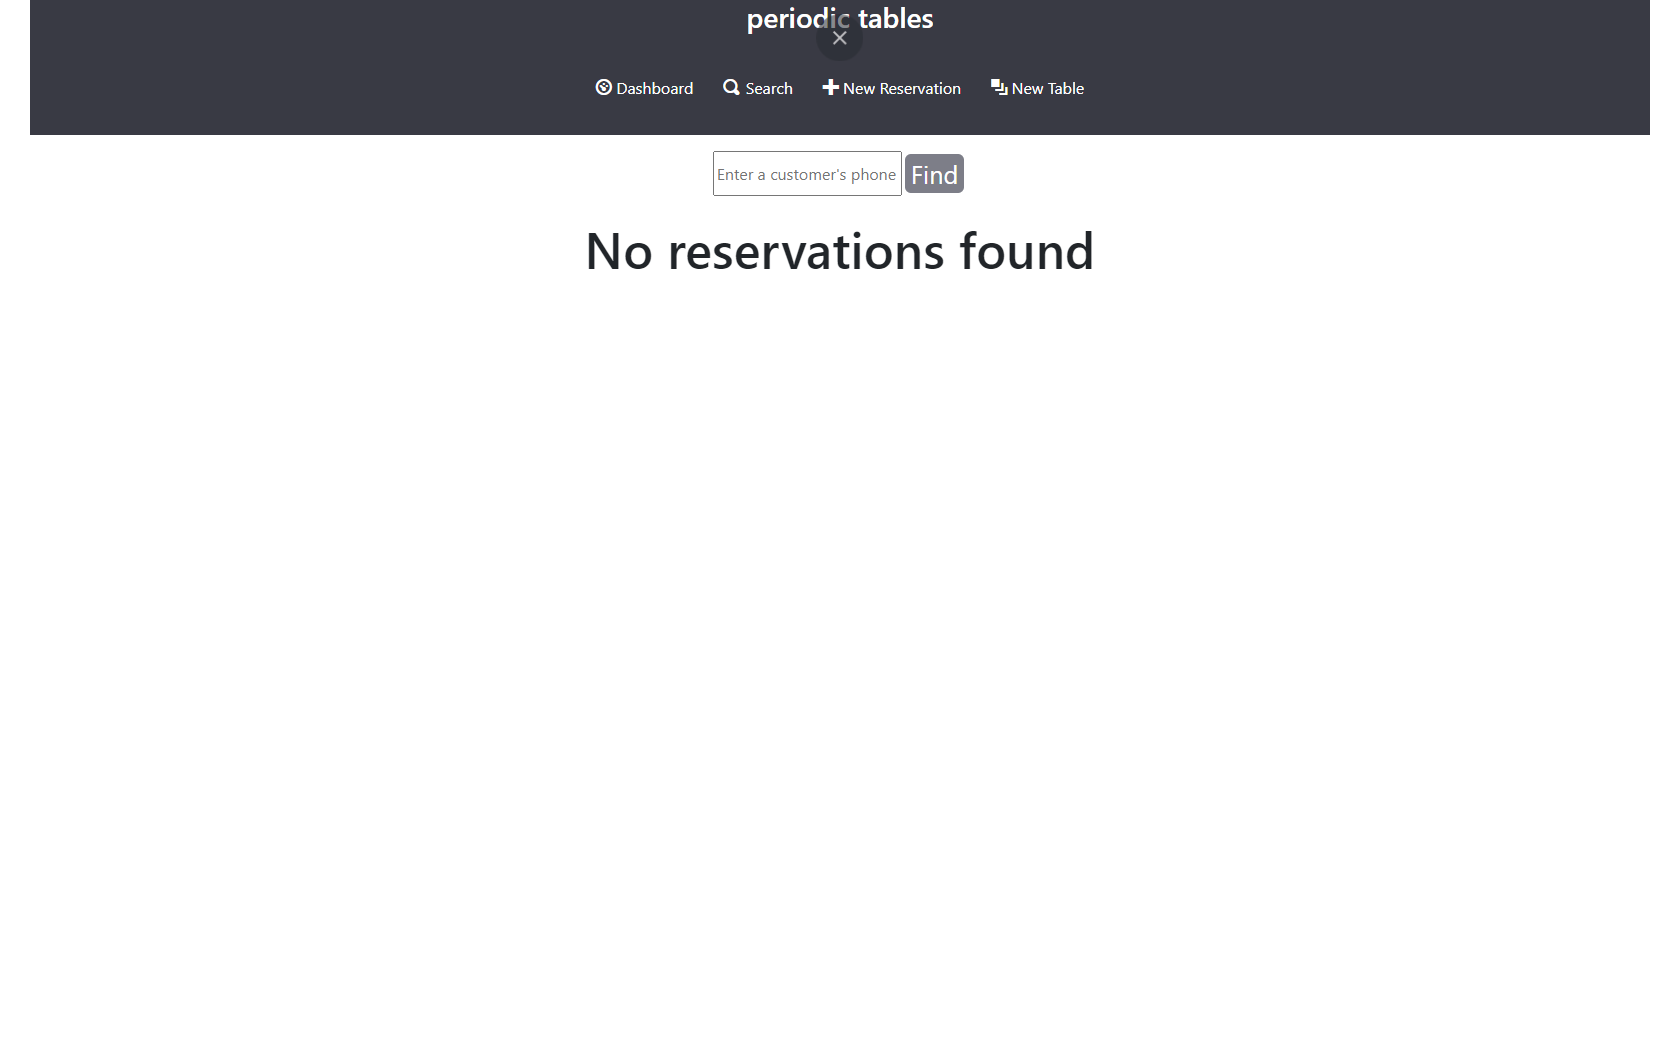 periodic tables
Dashboard Search New Reservation New Table
Enter a customer's phone Find
No reservations found